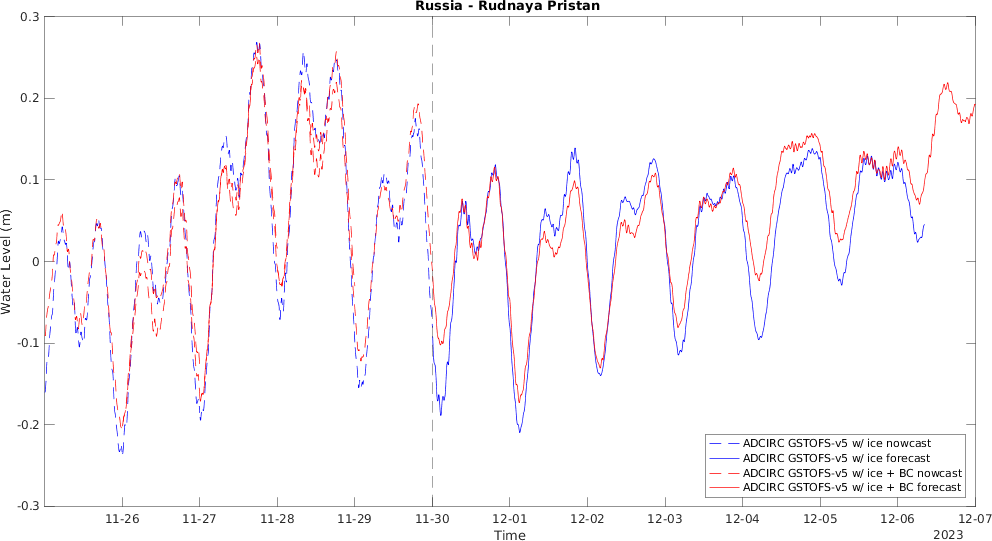 Russia - Rudnaya Pristan
0.3
0.2
0.1
0
-0.1
-0.2
-0.3
Water Level (m)
ADCIRC GSTOFS-v5 w/ ice nowcast
ADCIRC GSTOFS-v5 w/ ice forecast
ADCIRC GSTOFS-v5 w/ ice + BC nowcast
ADCIRC GSTOFS-v5 w/ ice + BC forecast
11-26 11-27 11-28 11-29 11-30 12-01 12-02 12-03 12-04 12-05 12-06 12-07
Time
2023